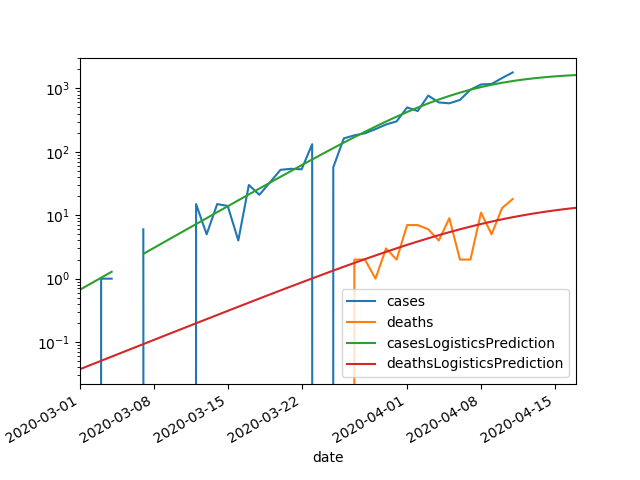 10³
10²
10¹
10⁰
10⁻¹
cases
deaths
casesLogisticsPrediction
deathsLogisticsPrediction
2020-03-01
2020-03-08
2020-03-15
2020-03-22
2020-04-01
2020-04-08
2020-04-15
date